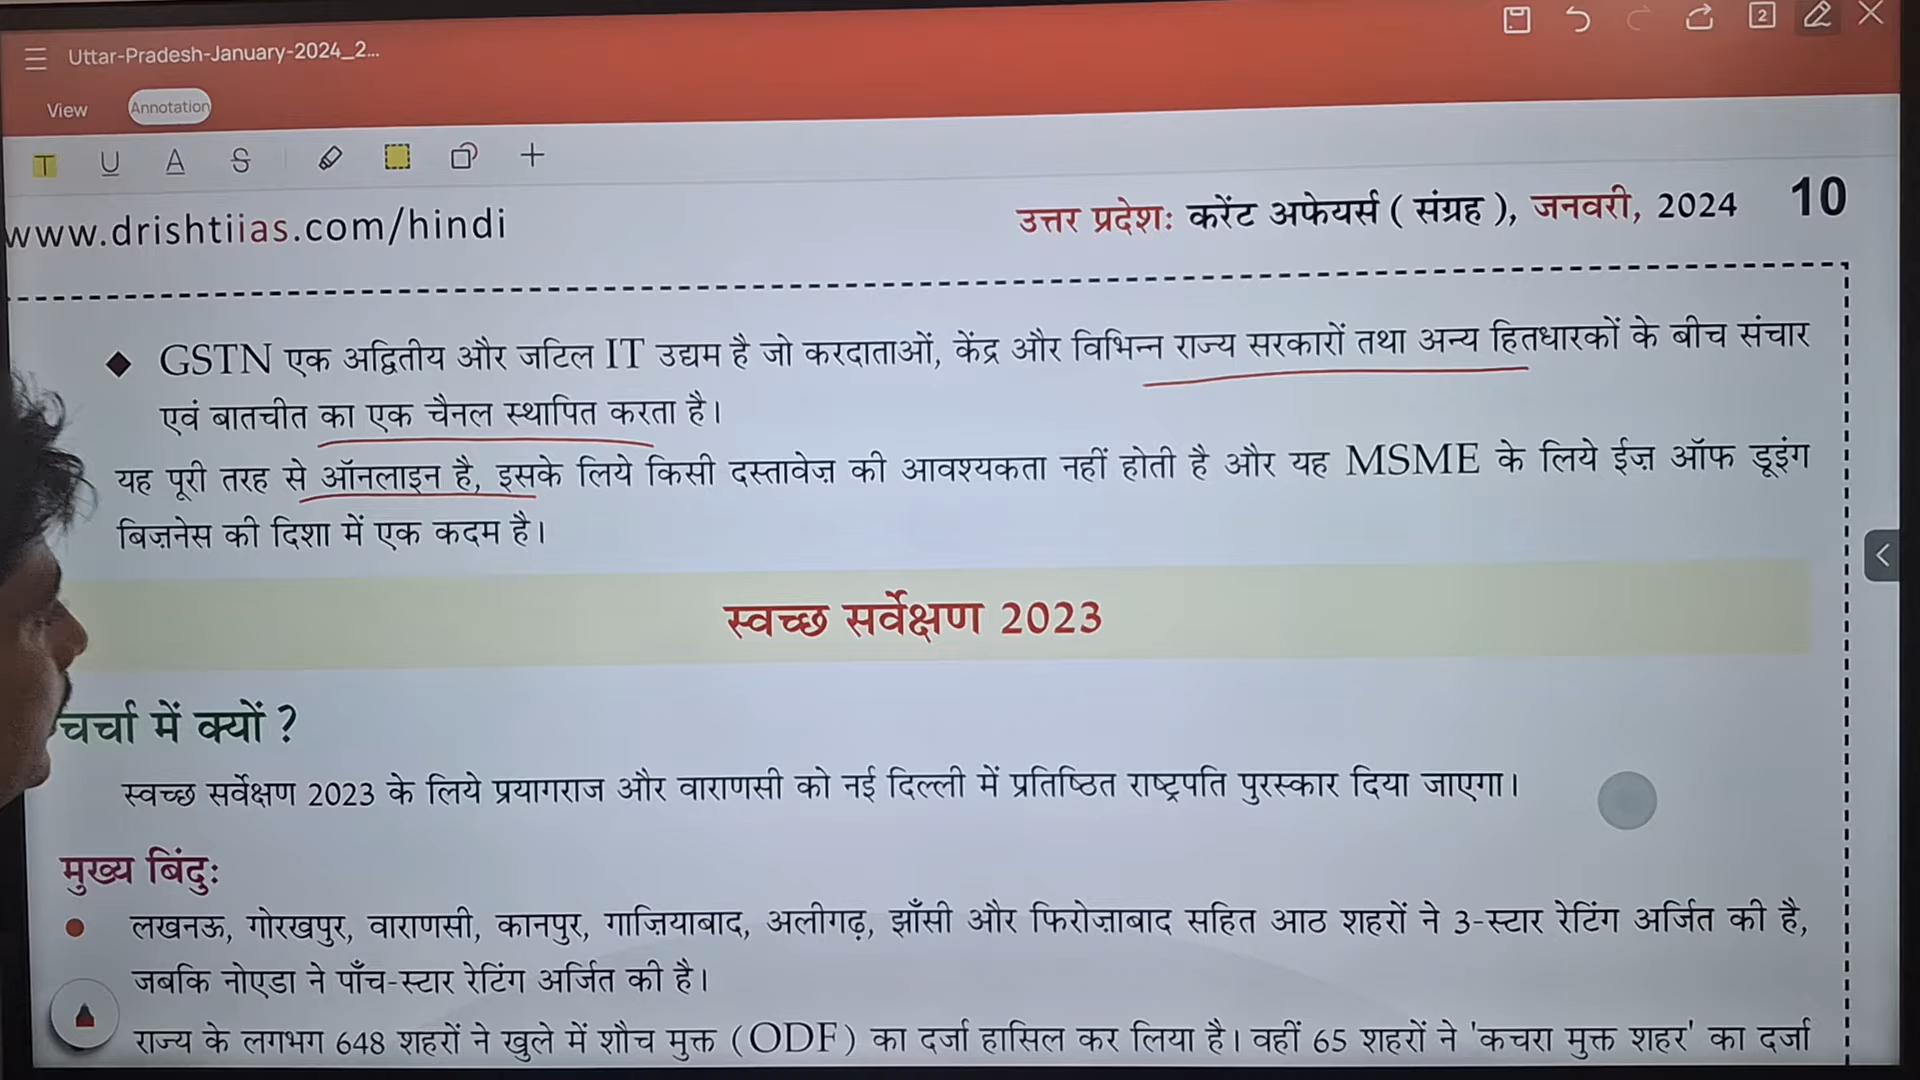 Uttar-Pradesh-January-2024_2...
2
View
Annotation
T U A S
www.drishtiias.com/hindi
उत्तर प्रदेश: करेंट अफेयर्स ( संग्रह ), जनवरी, 2024 10
GSTN एक अद्वितीय और जटिल IT उद्यम है जो करदाताओं, केंद्र और विभिन्न राज्य सरकारों तथा अन्य हितधारकों के बीच संचार
एवं बातचीत का एक चैनल स्थापित करता है।
यह पूरी तरह से ऑनलाइन है, इसके लिये किसी दस्तावेज़ की आवश्यकता नहीं होती है और यह MSME के लिये ईज़ ऑफ डूइंग
बिज़नेस की दिशा में एक कदम है।
स्वच्छ सर्वेक्षण 2023
चर्चा में क्यों ?
स्वच्छ सर्वेक्षण 2023 के लिये प्रयागराज और वाराणसी को नई दिल्ली में प्रतिष्ठित राष्ट्रपति पुरस्कार दिया जाएगा।
मुख्य बिंदु:
लखनऊ, गोरखपुर, वाराणसी, कानपुर, गाज़ियाबाद, अलीगढ़, झाँसी और फिरोज़ाबाद सहित आठ शहरों ने 3-स्टार रेटिंग अर्जित की है,
जबकि नोएडा ने पाँच-स्टार रेटिंग अर्जित की है।
राज्य के लगभग 648 शहरों ने खुले में शौच मुक्त (ODF) का दर्जा हासिल कर लिया है। वहीं 65 शहरों ने 'कचरा मुक्त शहर' का दर्जा